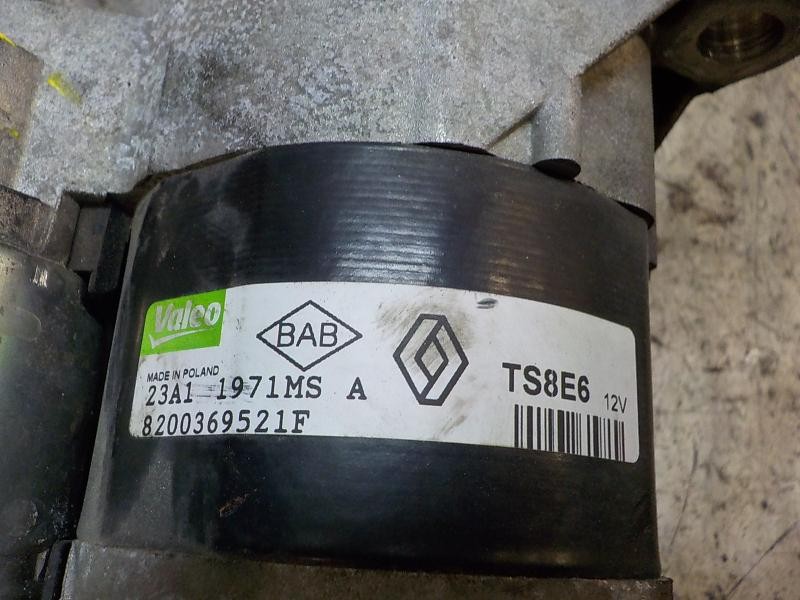 Valeo
BAB
MADE IN POLAND
23A1 1971MS A
8200369521F
TS8E6 12V